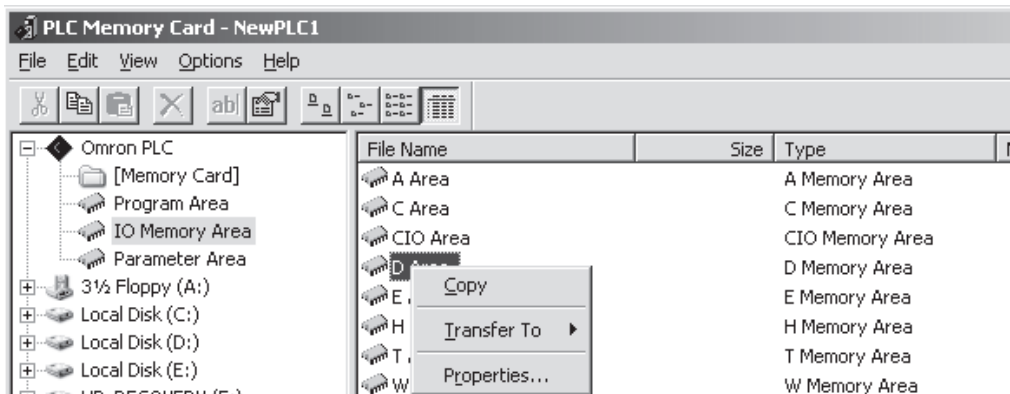 PLC Memory Card - NewPLC1
File Edit View Options Help
ab
Omron PLC
[Memory Card]
Program Area
IO Memory Area
Parameter Area
3½ Floppy (A:)
Local Disk (C:)
Local Disk (D:)
Local Disk (E:)
File Name Size Type
A Area A Memory Area
C Area C Memory Area
CIO Area CIO Memory Area
D Area D Memory Area
E E Memory Area
H H Memory Area
T T Memory Area
W W Memory Area
Copy
Transfer To
Properties...